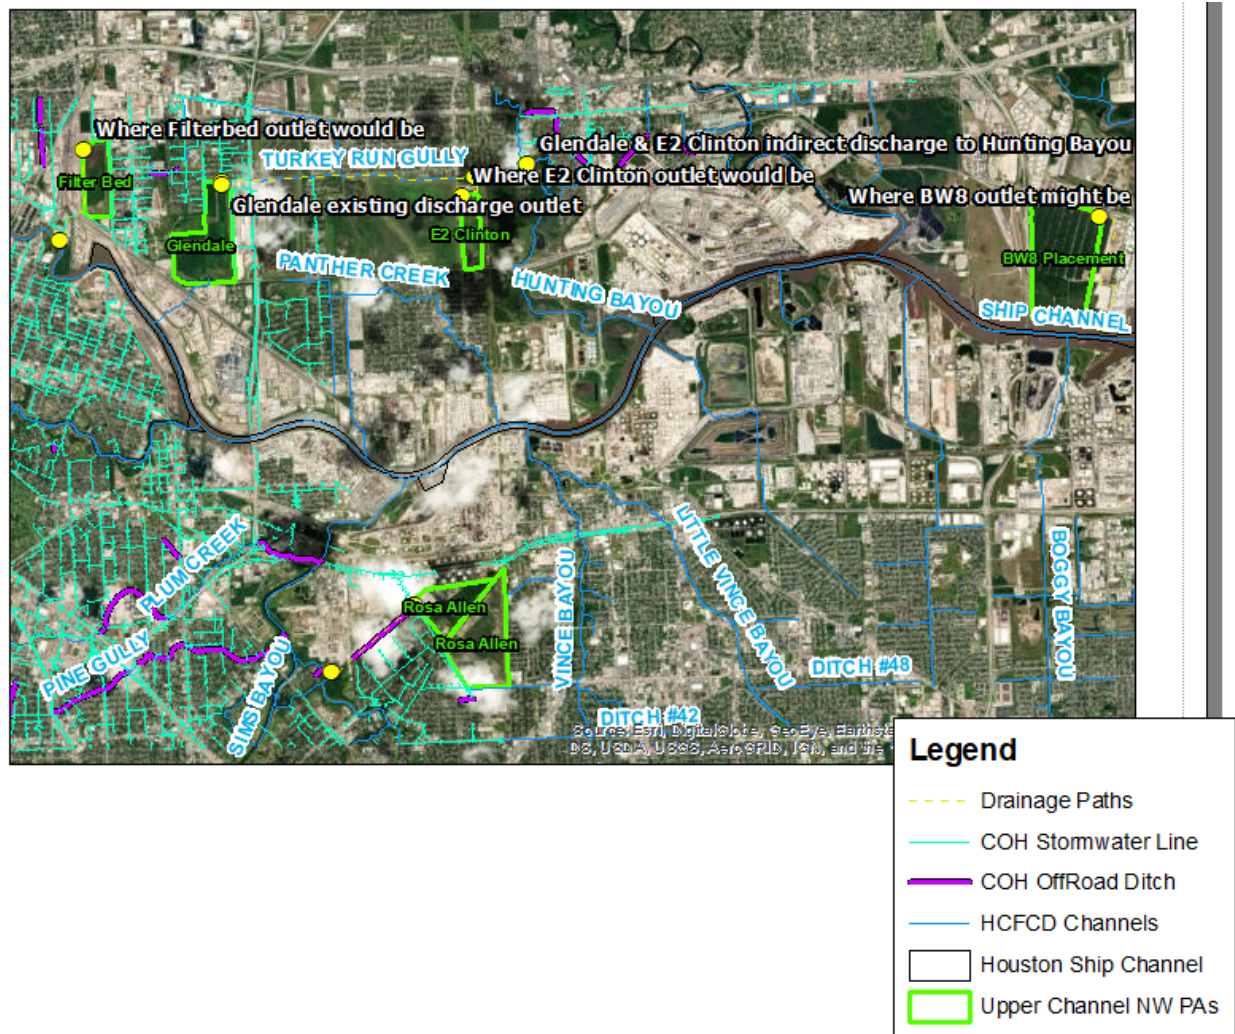 Where Filterbed outlet would be
Glendale & E2 Clinton indirect discharge to Hunting Bayou
TURKEY RUN GULLY
Where E2 Clinton outlet would be
Filter Bed
Where BW8 outlet might be
Glendale existing discharge outlet
E2 Clinton
Glendale
PANTHER CREEK
BW8 Placement
HUNTING BAYOU
SHIP CHANNEL
PLUM CREEK
LITTLE VINCE BAYOU
BOGGY BAYOU
VINCE BAYOU
Rosa Allen
Rosa Allen
PINE GULLY
SIMS BAYOU
DITCH #48
DITCH #42
Source: Esri, DigitalGlobe, GeoEye, Earthsta
DS, USDA, USGS, AeroGRID, IGN, and the
Legend
Drainage Paths
COH Stormwater Line
COH OffRoad Ditch
HCFCD Channels
Houston Ship Channel
Upper Channel NW PAs